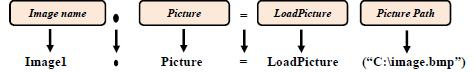 Image name • Picture = LoadPicture Picture Path
Image1 • Picture = LoadPicture (“C:\image.bmp”)